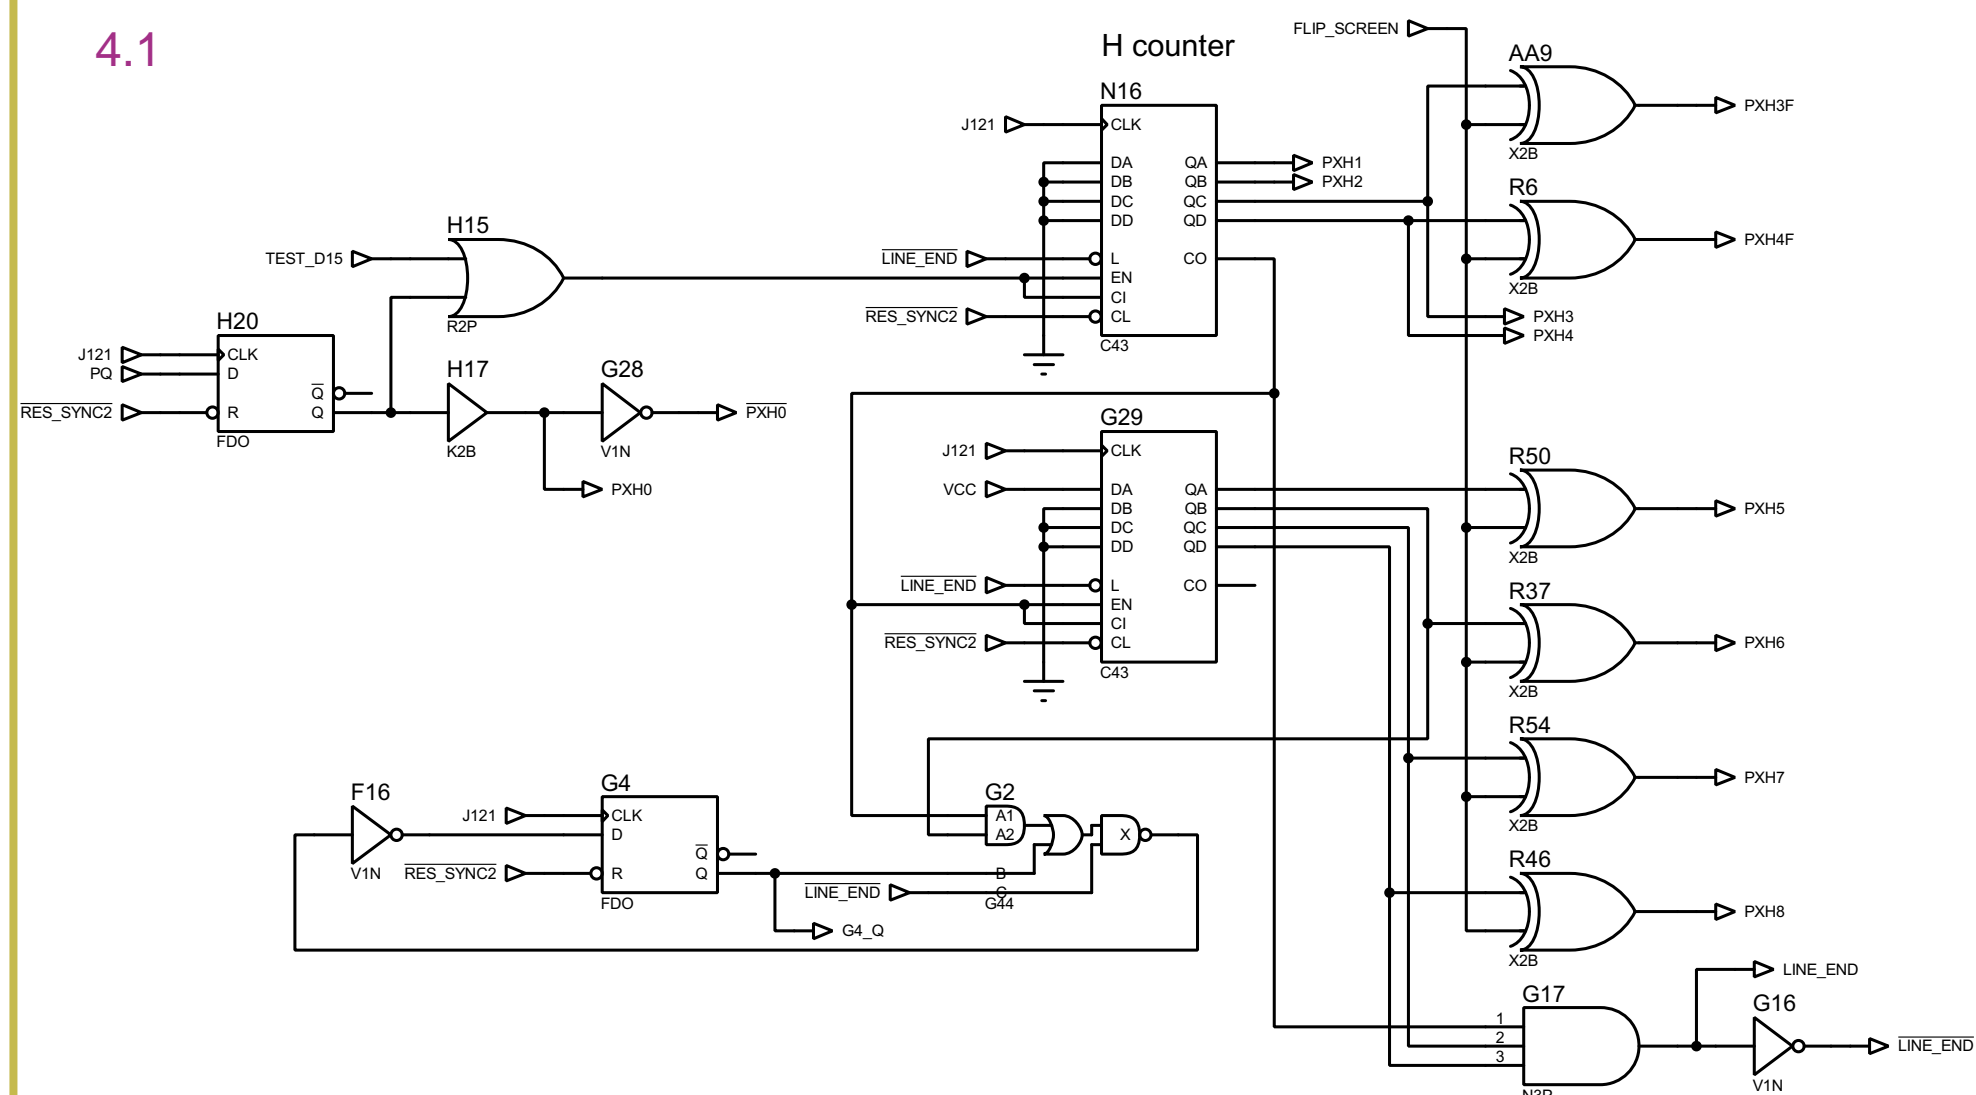 4.1
H counter
FLIP_SCREEN
AA9
PXH3F
X2B
N16
J121
CLK
DA QA PXH1
DB QB PXH2
DC QC
DD QD
LINE_END L CO
EN
CI
RES_SYNC2 CL
C43
R6
PXH4F
X2B
PXH3
PXH4
H15
TEST_D15
R2P
H20
J121 CLK
PQ D
Q
RES_SYNC2 R Q
FDO
H17
K2B
G28
V1N
PXH0
PXH0
G29
J121 CLK
VCC DA QA
DB QB
DC QC
DD QD
LINE_END L CO
EN
CI
RES_SYNC2 CL
C43
R50
PXH5
X2B
R37
PXH6
X2B
R54
PXH7
X2B
R46
PXH8
X2B
F16
V1N
G4
J121 CLK
D
Q
RES_SYNC2 R Q
FDO
G2
A1
A2 X
B
LINE_END C
G44
G4_Q
G17
1
2
3
N3P
LINE_END
G16
V1N
LINE_END